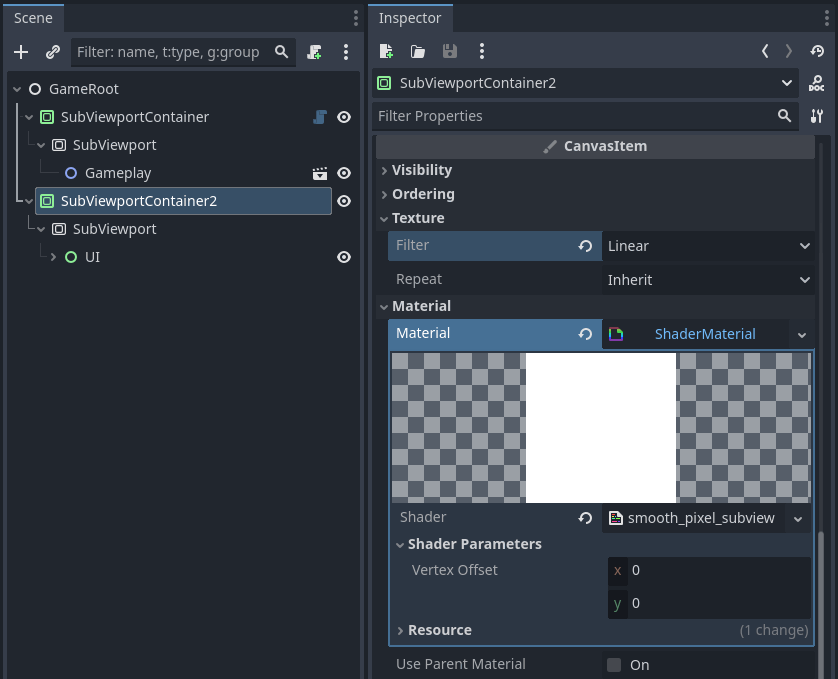 Scene
Filter: name, t:type, g:group
GameRoot
SubViewportContainer
SubViewport
Gameplay
SubViewportContainer2
SubViewport
UI
Inspector
SubViewportContainer2
DOC
Filter Properties
CanvasItem
Visibility
Ordering
Texture
Filter Linear
Repeat Inherit
Material
Material ShaderMaterial
Shader smooth_pixel_subview
Shader Parameters
Vertex Offset x 0
y 0
Resource (1 change)
Use Parent Material On